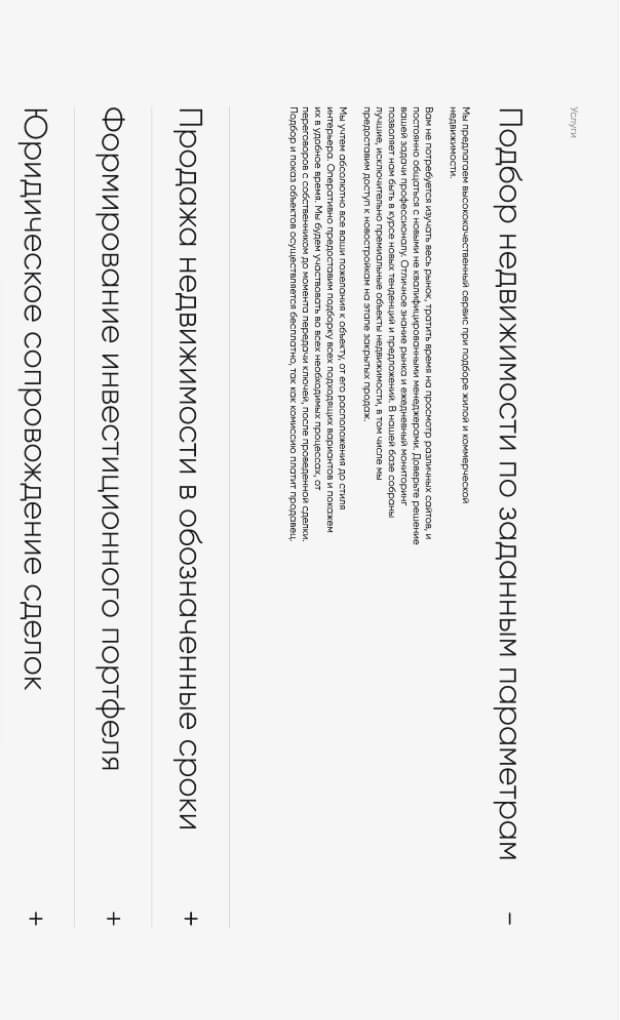 Услуги
Подбор недвижимости по заданным параметрам –
Мы предлагаем высококачественный сервис при подборе жилой и коммерческой
недвижимости.
Вам не потребуется изучать весь рынок, тратить время на просмотр различных сайтов, и
постоянно общаться с новыми не квалифицированными менеджерами. Доверьте решение
вашей задачи профессионалу. Отличное знание рынка и ежедневный мониторинг
позволяет нам быть в курсе новых тенденций и предложений. В нашей базе собраны
лучшие, исключительно премиальные объекты недвижимости, в том числе мы
предоставим доступ к новостройкам на этапе закрытых продаж.
Мы учтем абсолютно все ваши пожелания к объекту, от его расположения до стиля
интерьера. Оперативно предоставим подборку всех подходящих вариантов и покажем
их в удобное время. Мы будем участвовать во всех необходимых процессах, от
переговоров с собственником до момента передачи ключей, после проведенной сделки.
Подбор и показ объектов осуществляется бесплатно, так как комиссию платит продавец.
Продажа недвижимости в обозначенные сроки +
Формирование инвестиционного портфеля +
Юридическое сопровождение сделок +